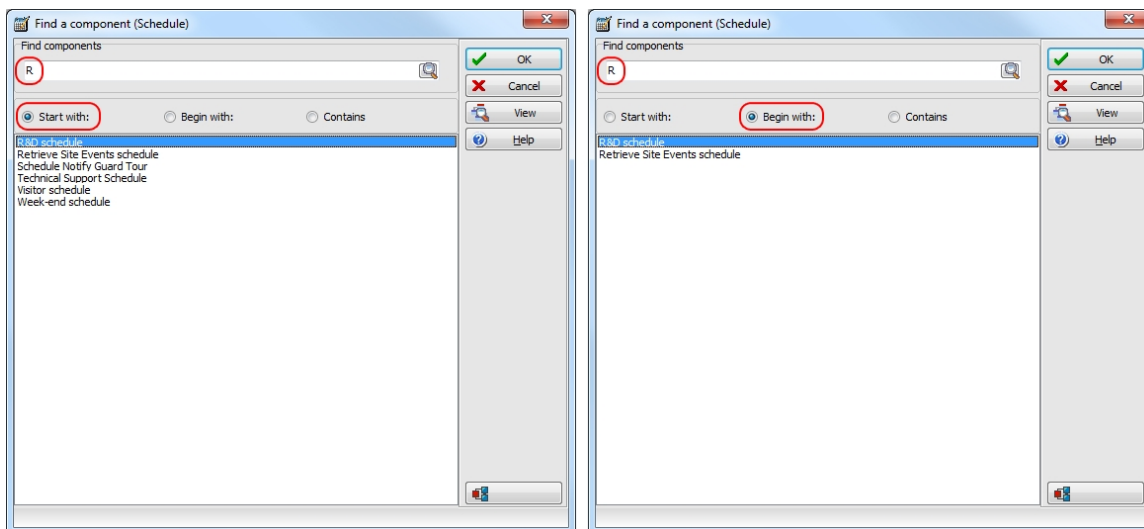 Find a component (Schedule)
Find components
R
OK
Cancel
Start with:
Begin with:
Contains
View
Help
R&D schedule
Retrieve Site Events schedule
Schedule Notify Guard Tour
Technical Support Schedule
Visitor schedule
Week-end schedule
Find a component (Schedule)
Find components
R
OK
Cancel
Start with:
Begin with:
Contains
View
Help
R&D schedule
Retrieve Site Events schedule